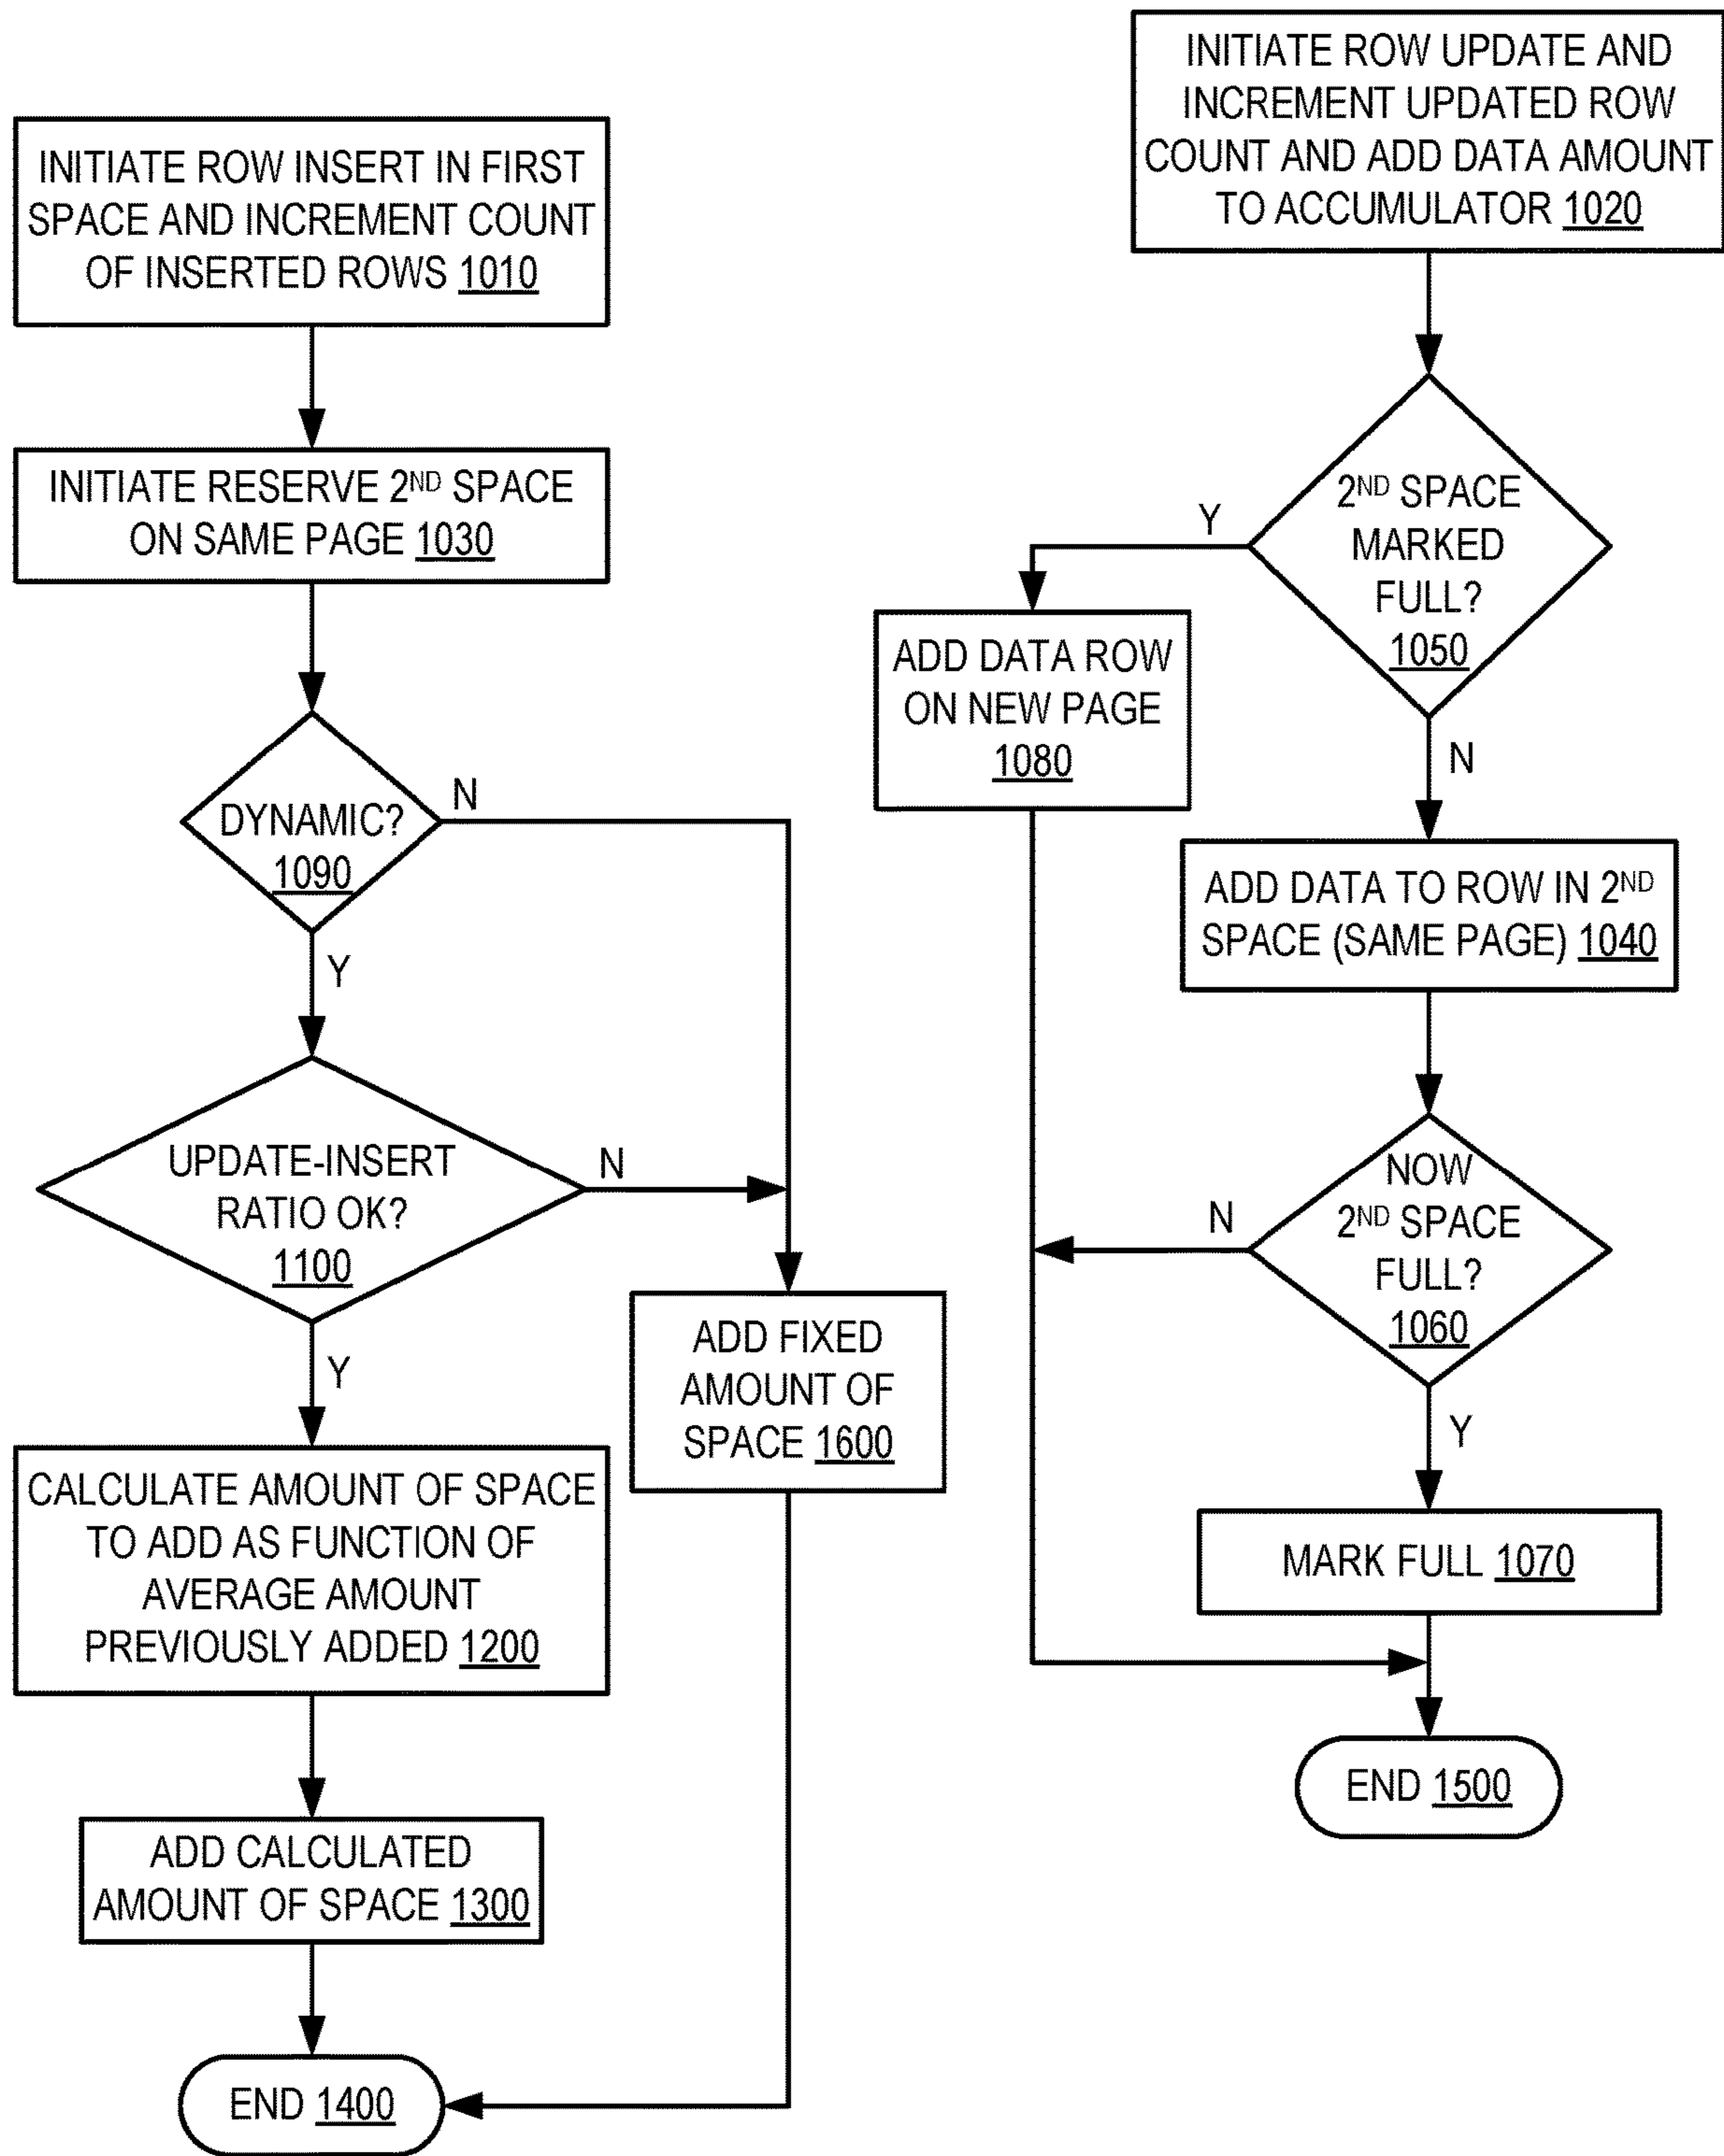 INITIATE ROW INSERT IN FIRST
SPACE AND INCREMENT COUNT
OF INSERTED ROWS 1010
INITIATE RESERVE 2ND SPACE
ON SAME PAGE 1030
DYNAMIC?
1090
N
Y
UPDATE-INSERT
RATIO OK?
1100
N
Y
ADD FIXED
AMOUNT OF
SPACE 1600
CALCULATE AMOUNT OF SPACE
TO ADD AS FUNCTION OF
AVERAGE AMOUNT
PREVIOUSLY ADDED 1200
ADD CALCULATED
AMOUNT OF SPACE 1300
END 1400
INITIATE ROW UPDATE AND
INCREMENT UPDATED ROW
COUNT AND ADD DATA AMOUNT
TO ACCUMULATOR 1020
2ND SPACE
MARKED
FULL?
1050
Y
N
ADD DATA ROW
ON NEW PAGE
1080
ADD DATA TO ROW IN 2ND
SPACE (SAME PAGE) 1040
NOW
2ND SPACE
FULL?
1060
N
Y
MARK FULL 1070
END 1500